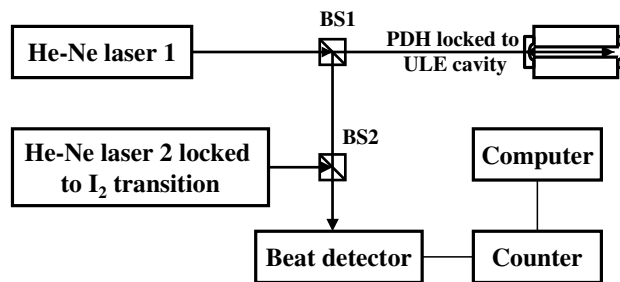 BS1
He-Ne laser 1
PDH locked to
ULE cavity
BS2
He-Ne laser 2 locked
to I₂ transition
Computer
Beat detector
Counter